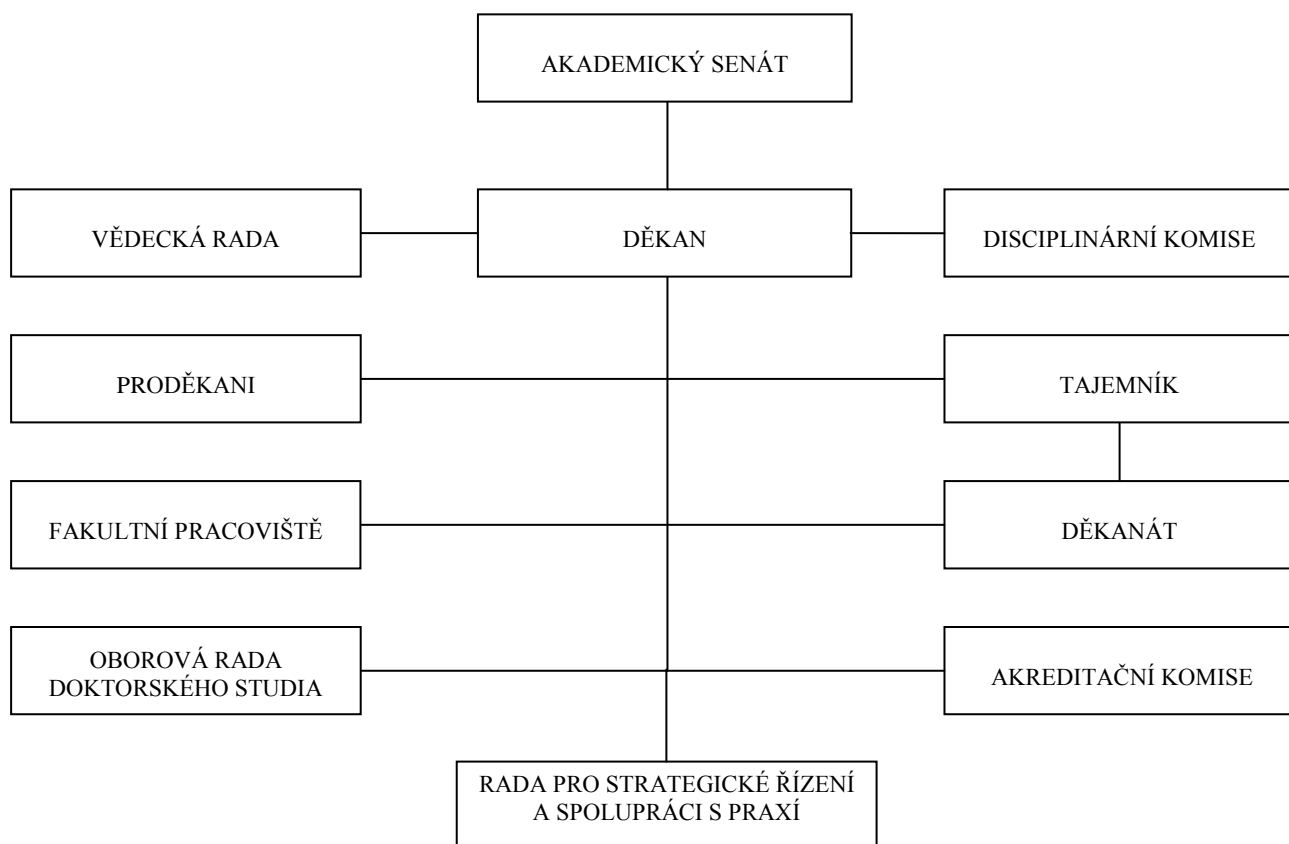 AKADEMICKÝ SENÁT
VĚDECKÁ RADA
DĚKAN
DISCIPLINÁRNÍ KOMISE
PRODĚKANI
TAJEMNÍK
FAKULTNÍ PRACOVIŠTĚ
DĚKANÁT
OBOROVÁ RADA
DOKTORSKÉHO STUDIA
AKREDITAČNÍ KOMISE
RADA PRO STRATEGICKÉ ŘÍZENÍ
A SPOLUPRÁCI S PRAXÍ